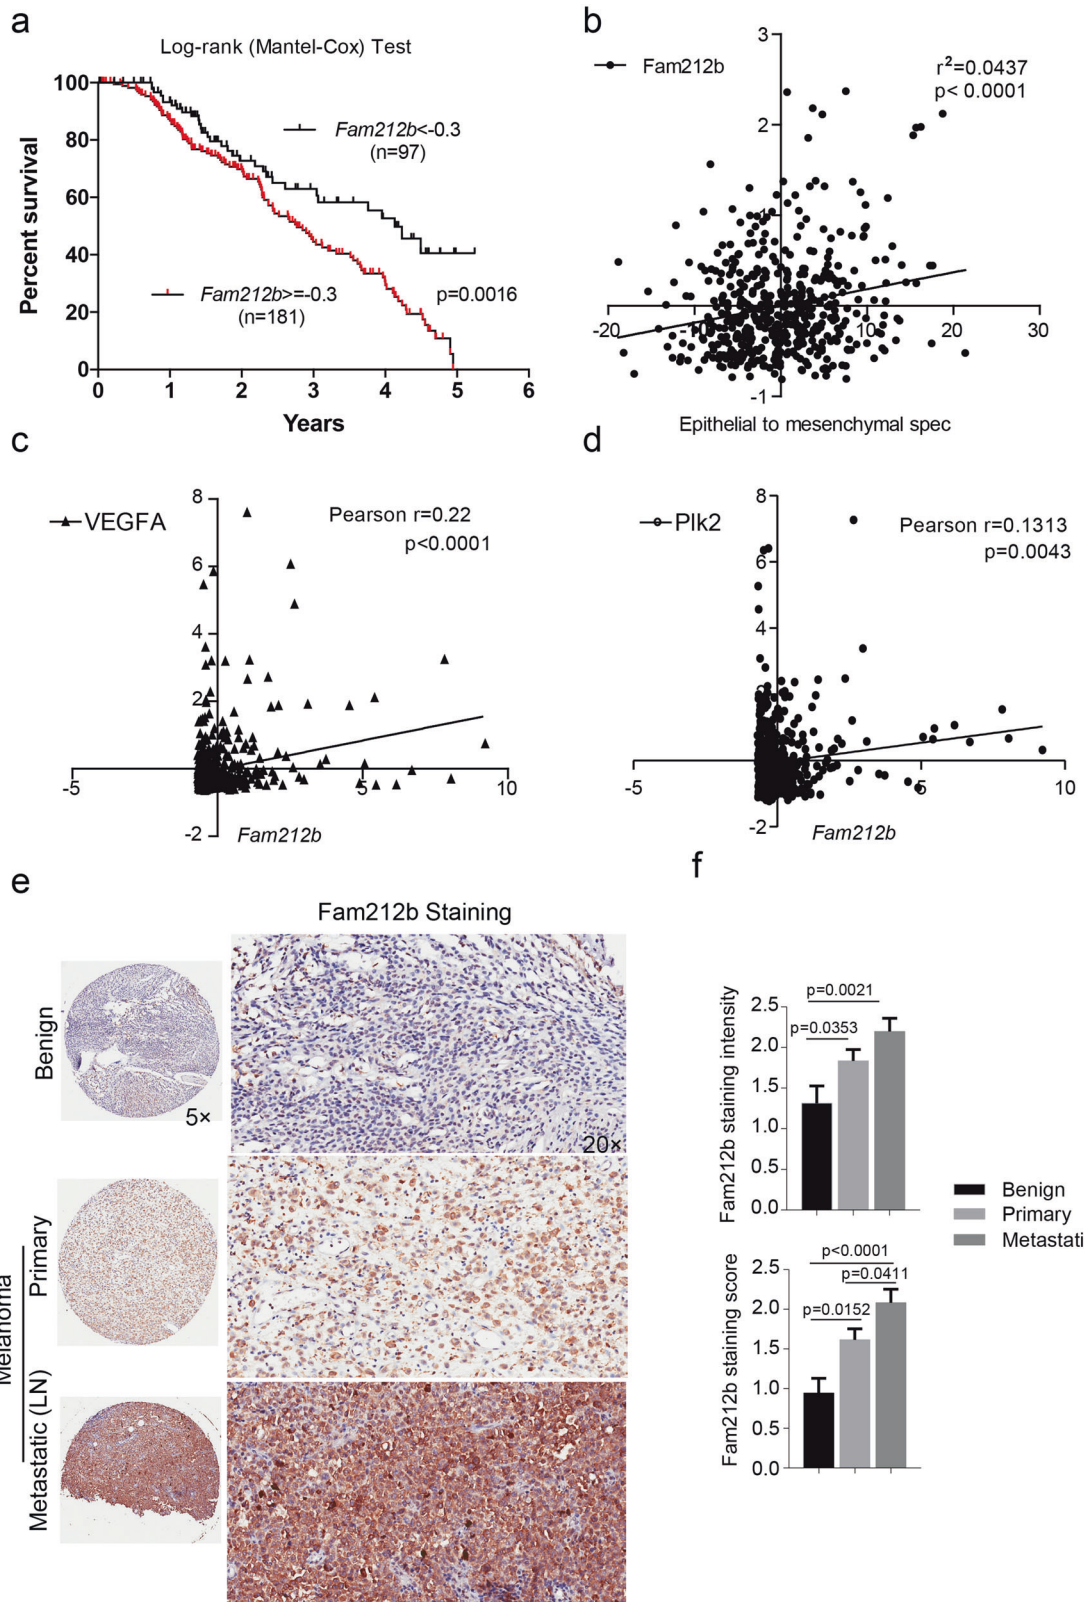 a
Log-rank (Mantel-Cox) Test
Percent survival
100
80
60
40
20
0
Fam212b<-0.3
(n=97)
Fam212b>=-0.3
(n=181)
p=0.0016
0 1 2 3 4 5 6
Years
b
Fam212b
r²=0.0437
p< 0.0001
3
2
1
-20 -10 10 20 30
-1
Epithelial to mesenchymal spec
c
VEGFA
Pearson r=0.22
p<0.0001
8
6
4
2
-5 5 10
-2
Fam212b
d
Plk2
Pearson r=0.1313
p=0.0043
8
6
4
2
-5 5 10
-2
Fam212b
e
Fam212b Staining
Benign
5×
20×
Melanoma
Primary
Metastatic (LN)
f
Fam212b staining intensity
2.5
2.0
1.5
1.0
0.5
0.0
p=0.0021
p=0.0353
Benign
Primary
Metastati
Fam212b staining score
2.5
2.0
1.5
1.0
0.5
0.0
p<0.0001
p=0.0411
p=0.0152